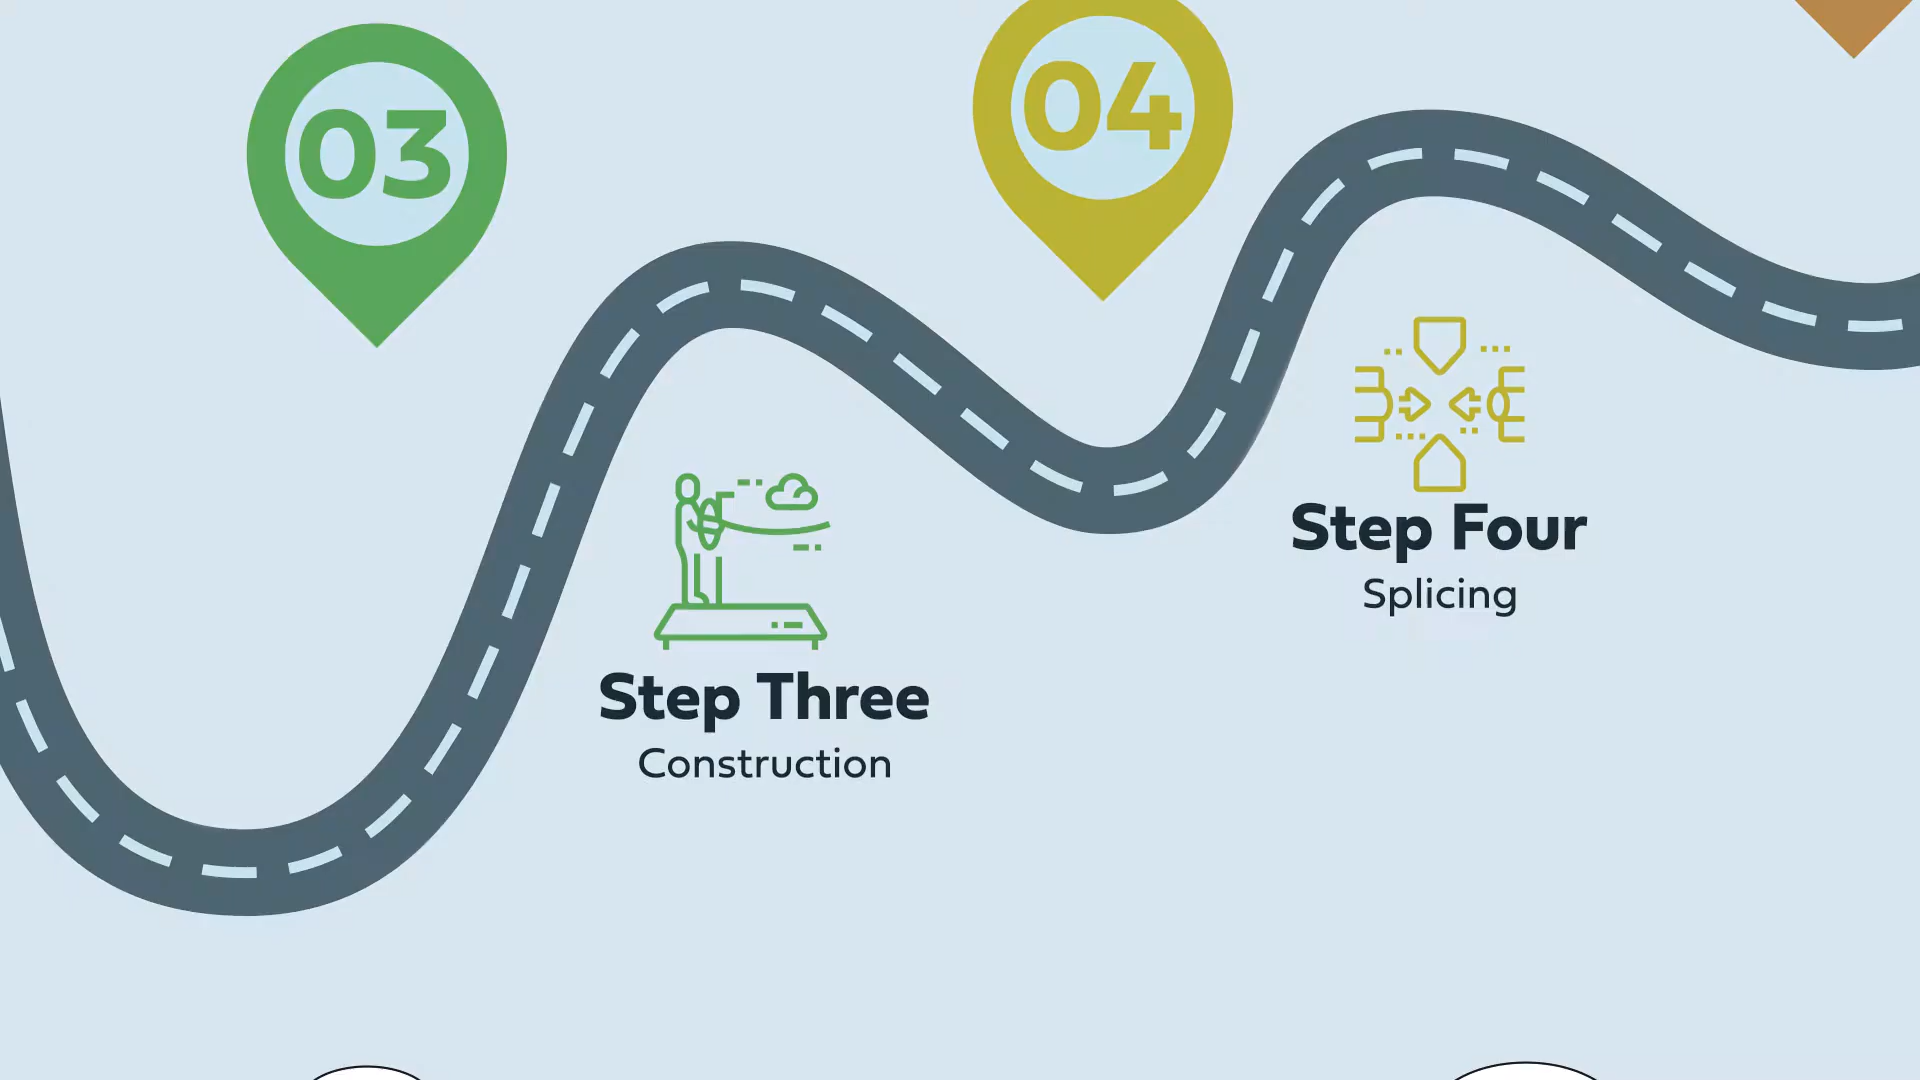 03
04
Step Three
Construction
Step Four
Splicing